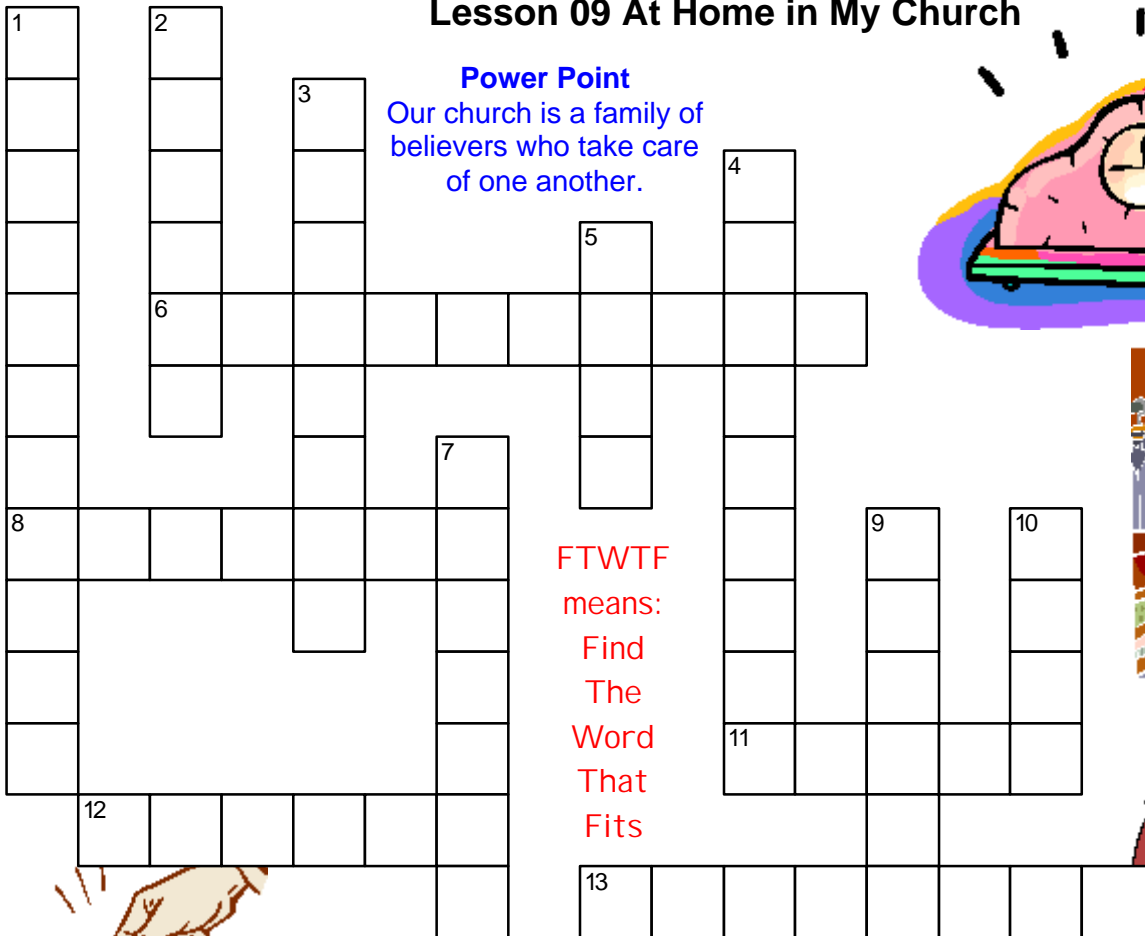 Lesson 09 At Home in My Church
1
2
3
Power Point
Our church is a family of
believers who take care
of one another.
4
5
6
7
8
9
10
FTWTF
means:
Find
The
Word
That
Fits
11
12
13